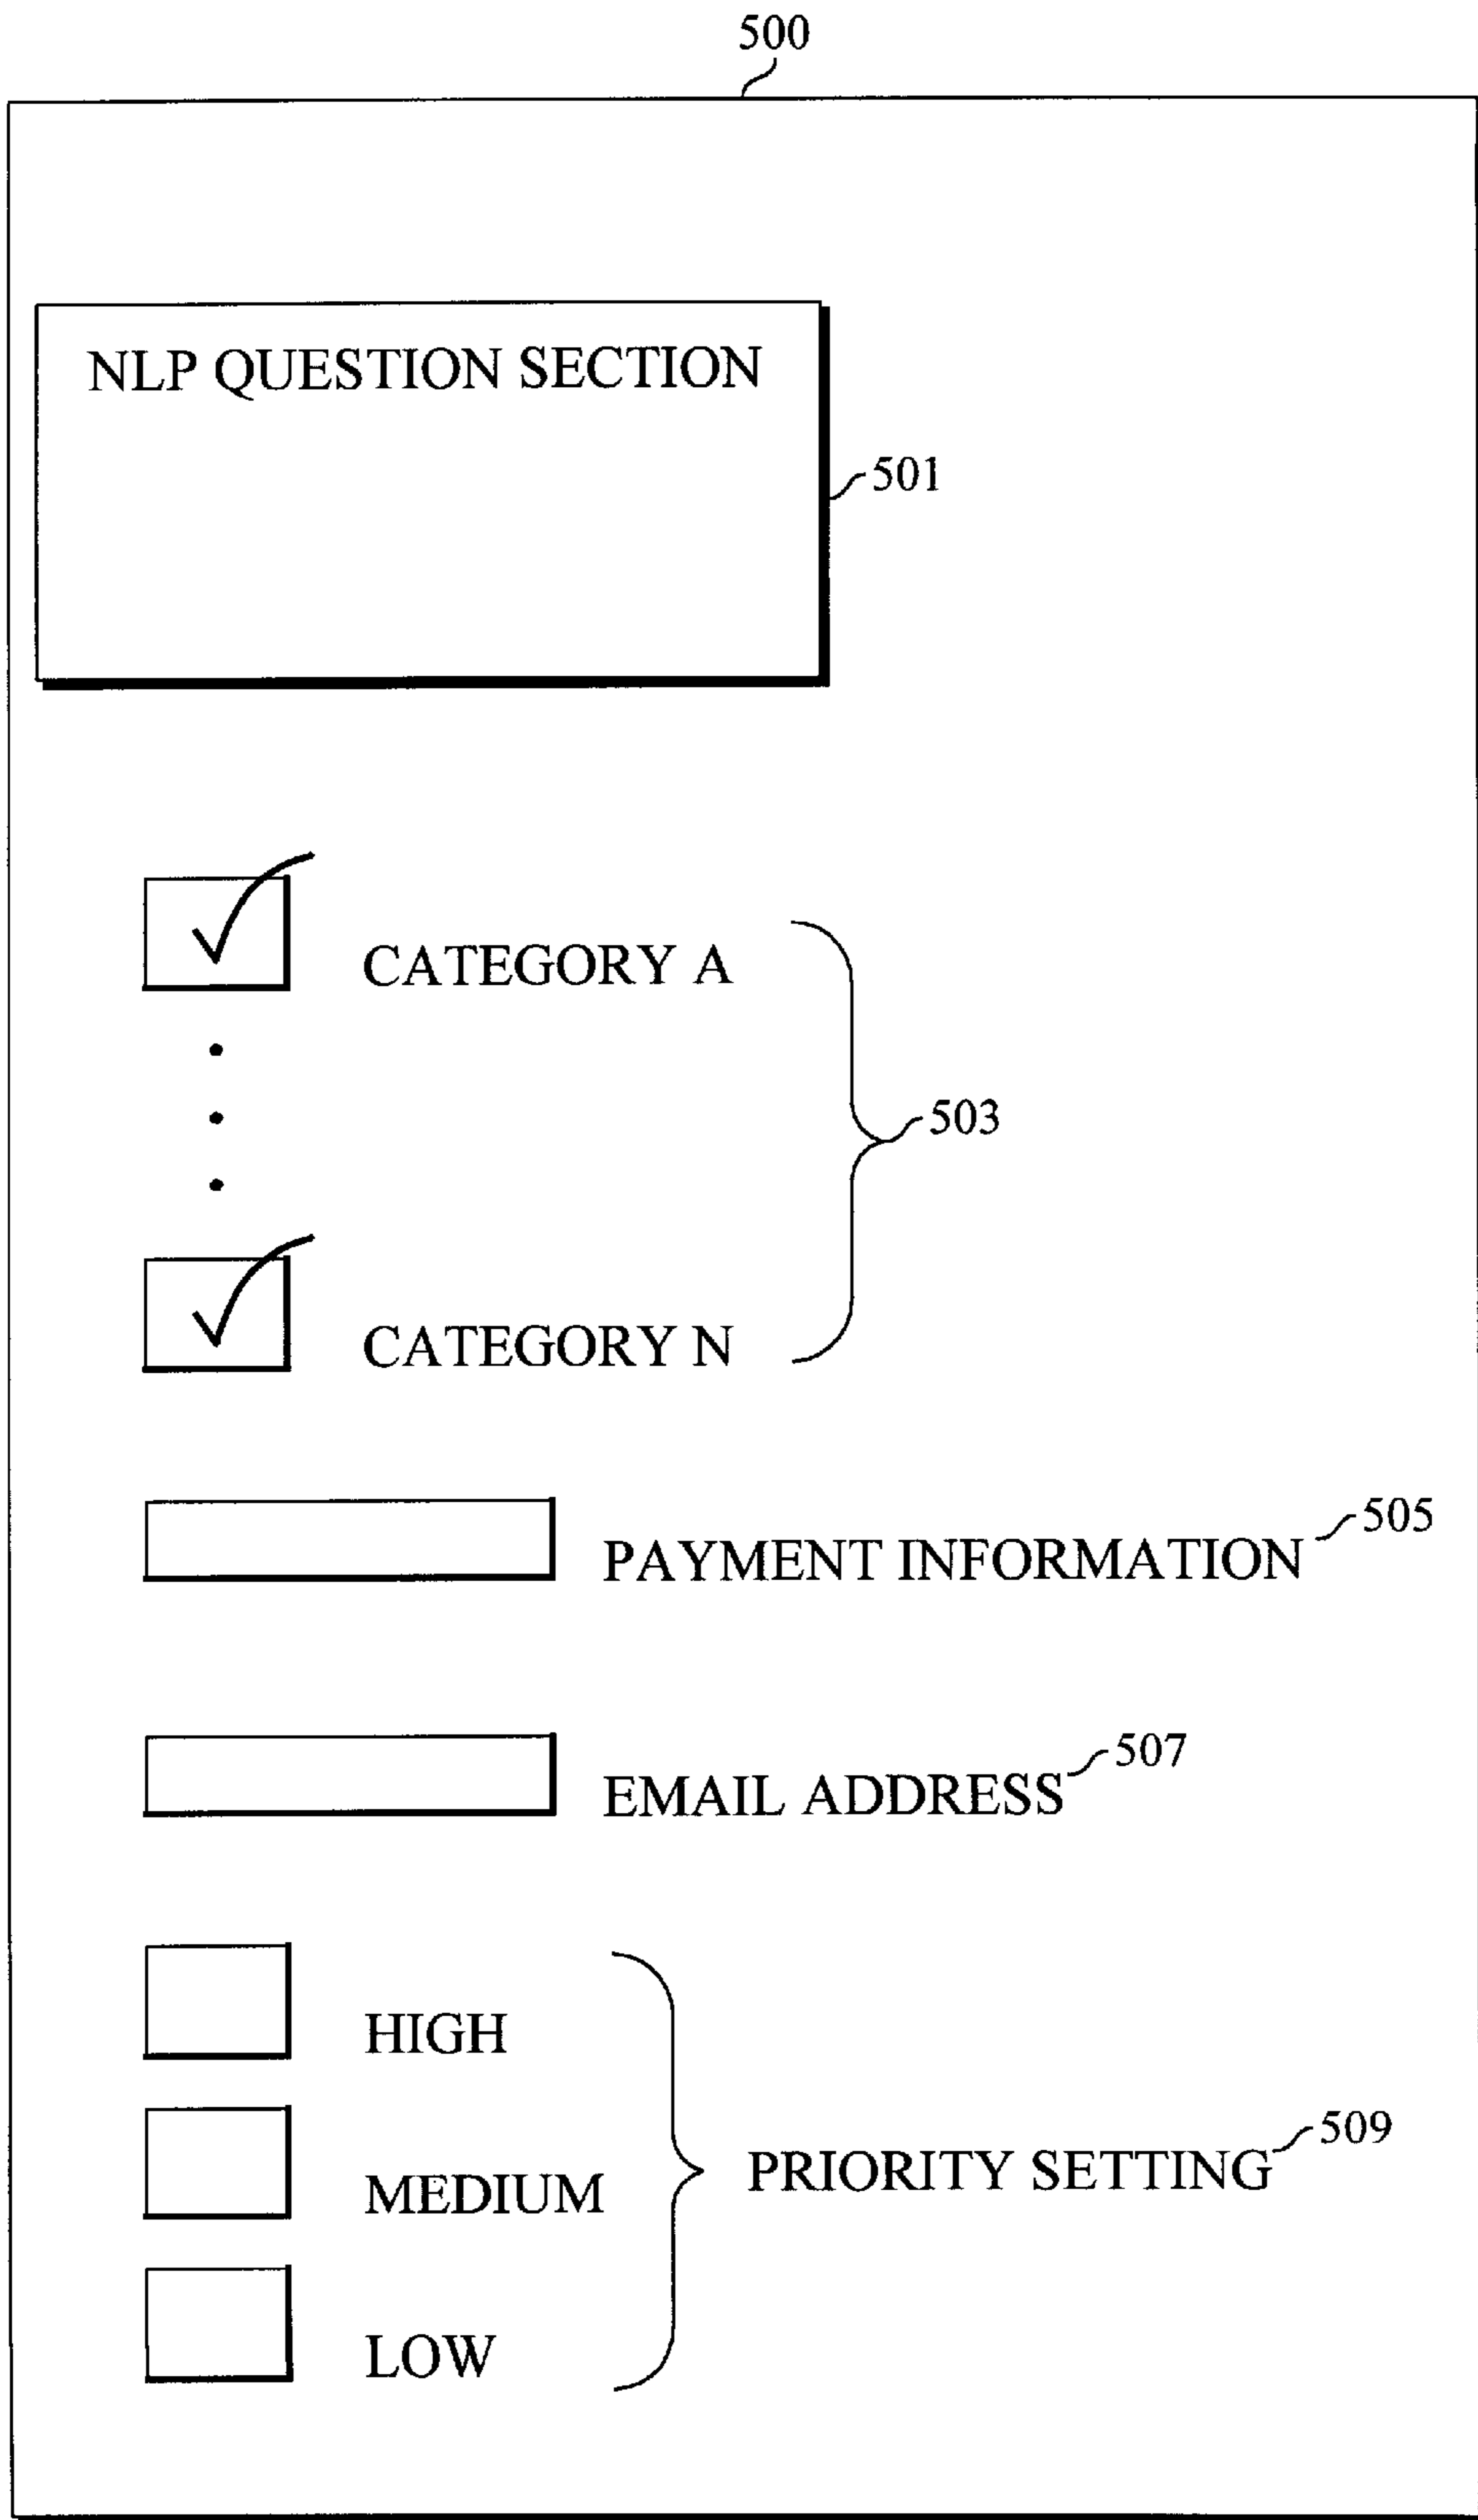 500
NLP QUESTION SECTION
501
CATEGORY A
503
CATEGORY N
505
PAYMENT INFORMATION
507
EMAIL ADDRESS
HIGH
509
PRIORITY SETTING
MEDIUM
LOW